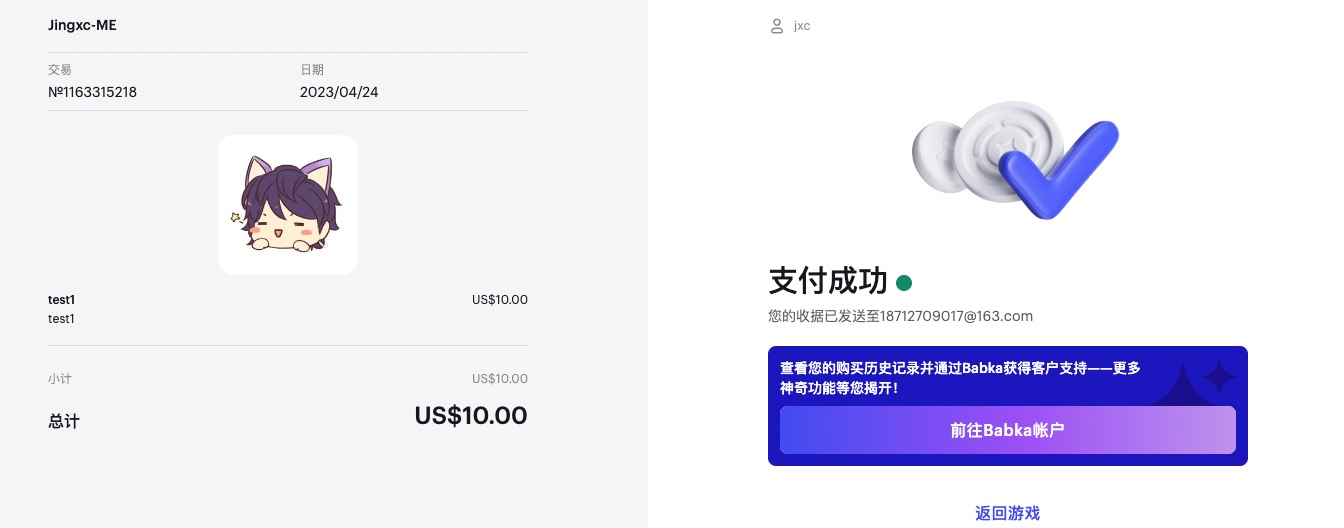 Jingxc-ME
交易
日期
№1163315218
2023/04/24
test1
US$10.00
test1
小计
US$10.00
总计
US$10.00
jxc
支付成功
您的收据已发送至18712709017@163.com
查看您的购买历史记录并通过Babka获得客户支持——更多
神奇功能等您揭开!
前往Babka帐户
返回游戏